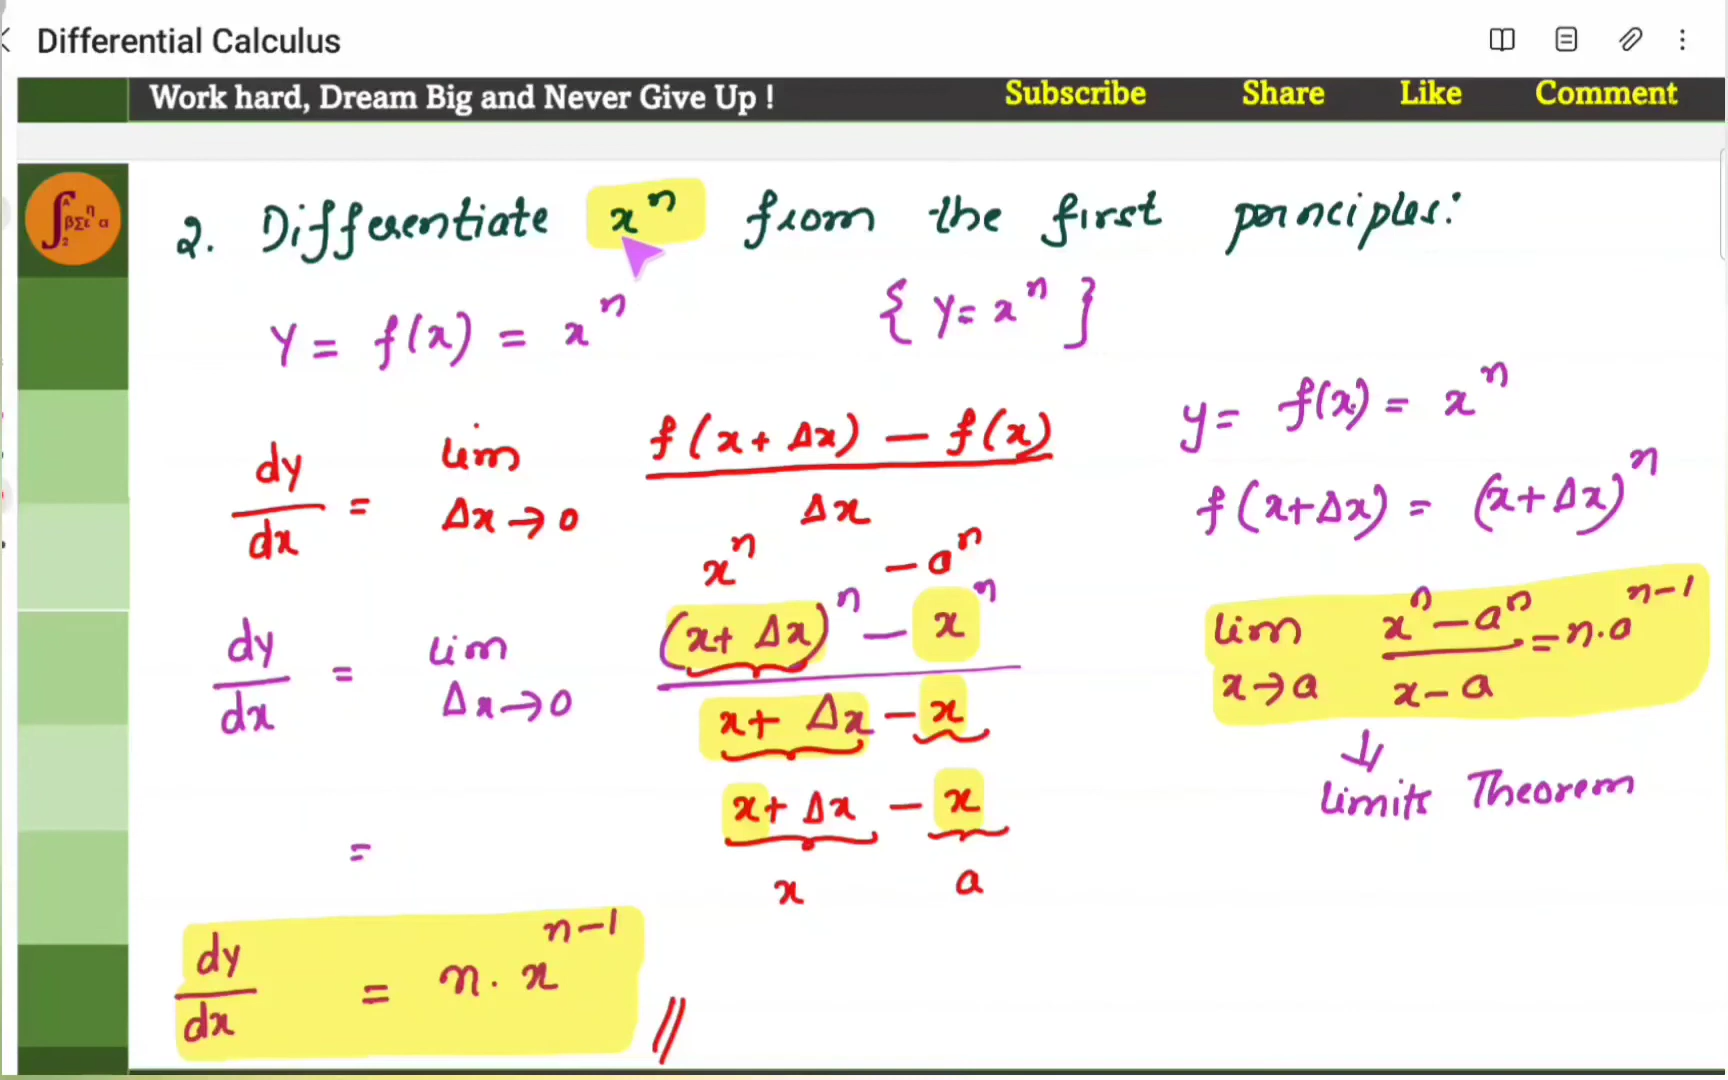 Differential Calculus
Work hard, Dream Big and Never Give Up !
Subscribe Share Like Comment
2. Differentiate xⁿ from the first principles:
Y = f(x) = xⁿ { Y = xⁿ }
y = f(x) = xⁿ
dy/dx = lim Δx→0 f(x + Δx) − f(x) / Δx
f(x+Δx) = (x+Δx)ⁿ
xⁿ − aⁿ
dy/dx = lim Δx→0 (x+Δx)ⁿ − xⁿ / x+Δx − x
lim x→a xⁿ − aⁿ / x − a = n.aⁿ⁻¹
↓
Limits Theorem
= x+Δx − x
x a
dy/dx = n.xⁿ⁻¹ //